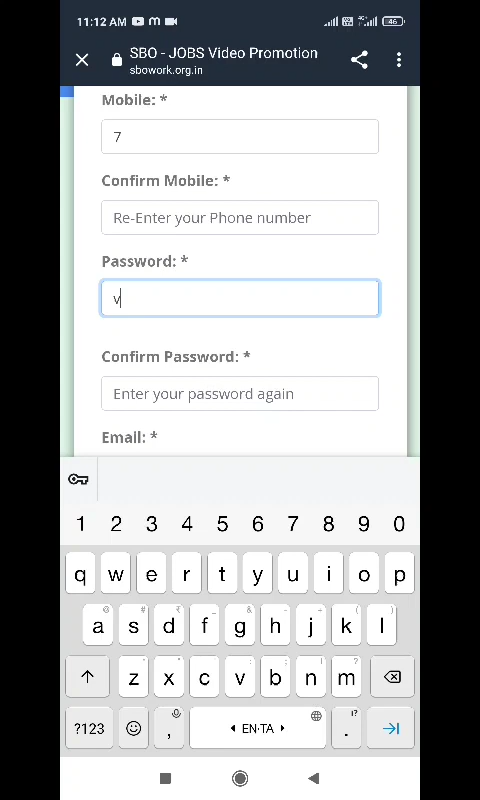 11:12 AM
46
SBO - JOBS Video Promotion
sbowork.org.in
Mobile: *
7
Confirm Mobile: *
Re-Enter your Phone number
Password: *
v
Confirm Password: *
Enter your password again
Email: *
1 2 3 4 5 6 7 8 9 0
q w e r t y u i o p
a s d f g h j k l
z x c v b n m
?123 , EN·TA .